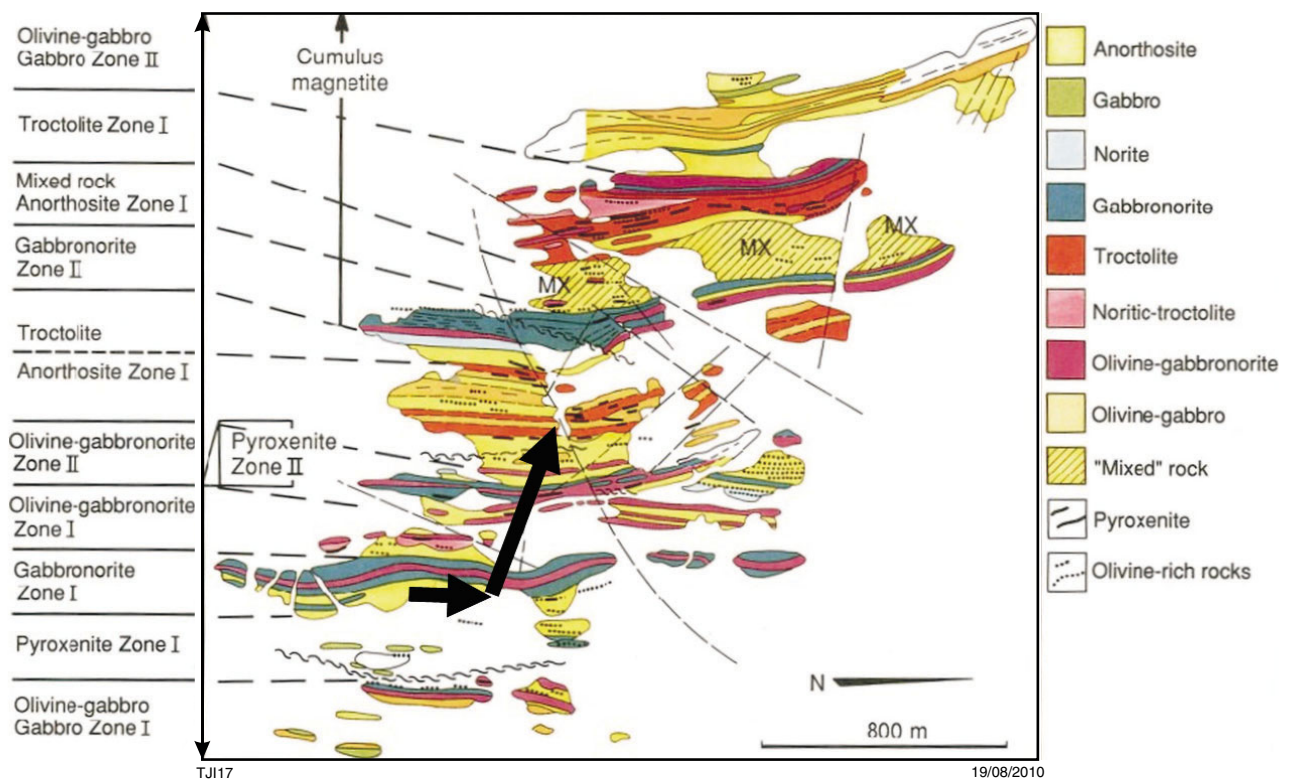 Olivine-gabbro
Gabbro Zone II
Troctolite Zone I
Mixed rock
Anorthosite Zone I
Gabbronorite
Zone II
Troctolite
Anorthosite Zone I
Olivine-gabbronorite
Zone II
Pyroxenite
Zone II
Olivine-gabbronorite
Zone I
Gabbronorite
Zone I
Pyroxenite Zone I
Olivine-gabbro
Gabbro Zone I
Cumulus
magnetite
MX
MX
MX
N
800 m
Anorthosite
Gabbro
Norite
Gabbronorite
Troctolite
Noritic-troctolite
Olivine-gabbronorite
Olivine-gabbro
"Mixed" rock
Pyroxenite
Olivine-rich rocks
TJI17
19/08/2010